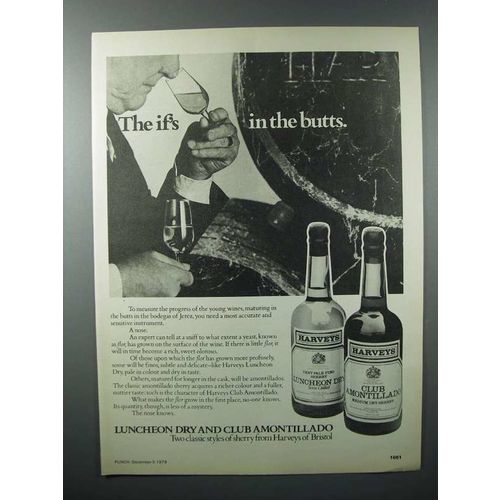 The if's in the butts.
To measure the progress of the young wines, maturing in
the butts in the bodegas of Jerez, you need a most accurate and
sensitive instrument.
A nose.
An expert can tell at a sniff to what extent a yeast, known
as flor, has grown on the surface of the wine. If there is little flor, it
will in time become a rich, sweet oloroso.
Of those upon which the flor has grown more profusely,
some will be finos, subtle and delicate–like Harveys Luncheon
Dry, pale in colour and dry in taste.
Others, matured for longer in the cask, will be amontillados.
The classic amontillado sherry acquires a richer colour and a fuller,
nuttier taste: such is the character of Harveys Club Amontillado.
What makes the flor grow in the first place, no-one knows.
Its quantity, though, is less of a mystery.
The nose knows.
HARVEYS
VERY PALE FINO
SHERRY
LUNCHEON DRY
HARVEYS
CLUB
AMONTILLADO
MEDIUM DRY SHERRY
LUNCHEON DRY AND CLUB AMONTILLADO
Two classic styles of sherry from Harveys of Bristol
PUNCH December 5 1979
1081